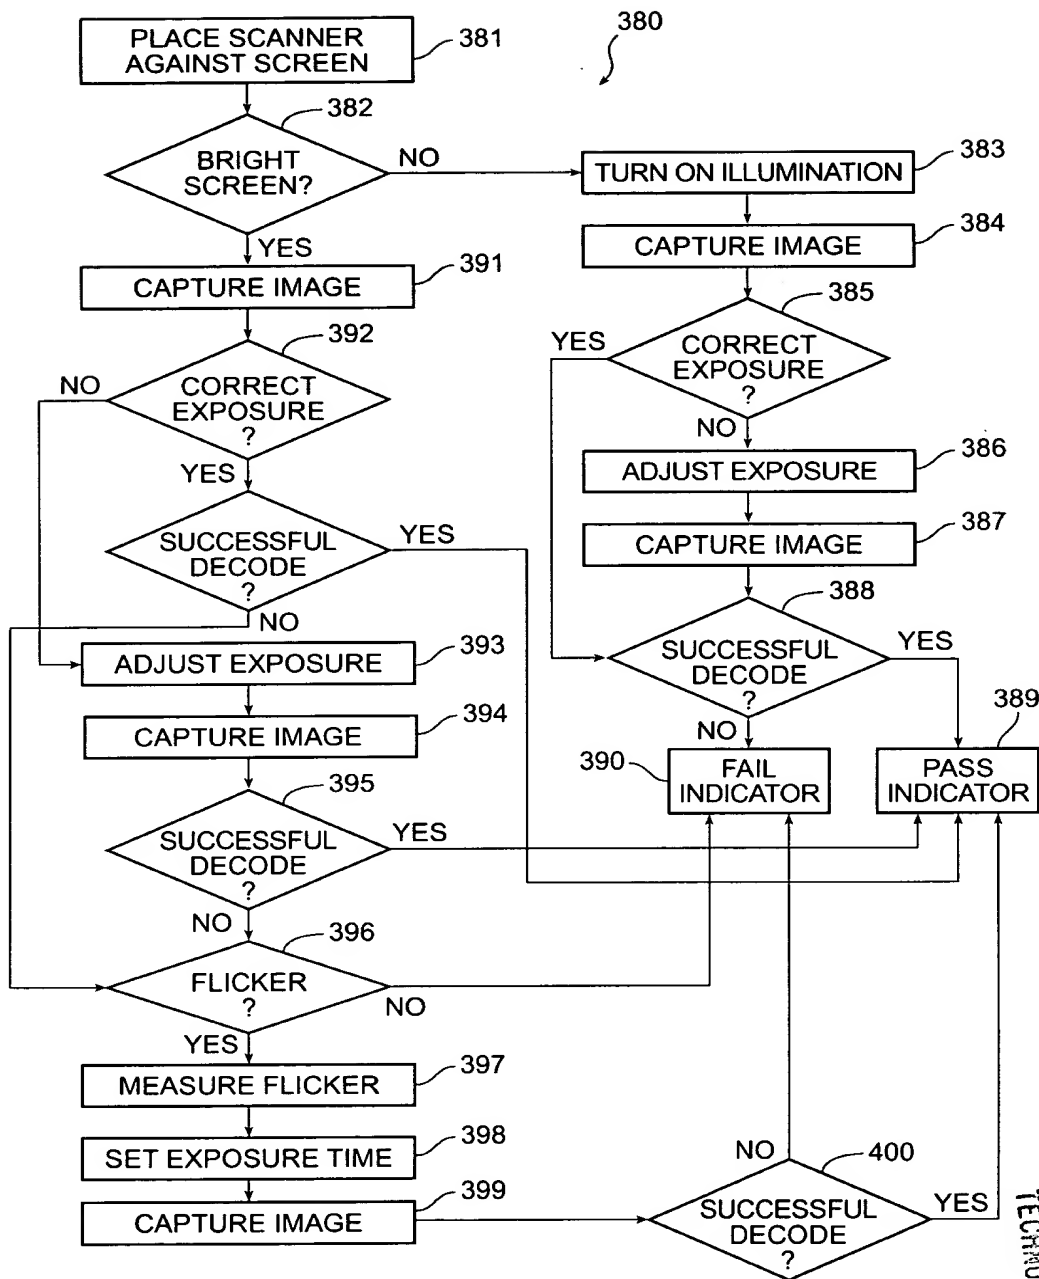 380
PLACE SCANNER
AGAINST SCREEN
381
382
BRIGHT
SCREEN?
NO
YES
TURN ON ILLUMINATION
383
CAPTURE IMAGE
384
CORRECT
EXPOSURE
?
385
YES
NO
ADJUST EXPOSURE
386
CAPTURE IMAGE
387
SUCCESSFUL
DECODE
?
388
YES
NO
FAIL
INDICATOR
390
PASS
INDICATOR
389
CAPTURE IMAGE
391
CORRECT
EXPOSURE
?
392
NO
YES
SUCCESSFUL
DECODE
?
YES
NO
ADJUST EXPOSURE
393
CAPTURE IMAGE
394
SUCCESSFUL
DECODE
?
395
YES
NO
FLICKER
?
396
NO
YES
MEASURE FLICKER
397
SET EXPOSURE TIME
398
CAPTURE IMAGE
399
SUCCESSFUL
DECODE
?
400
NO
YES